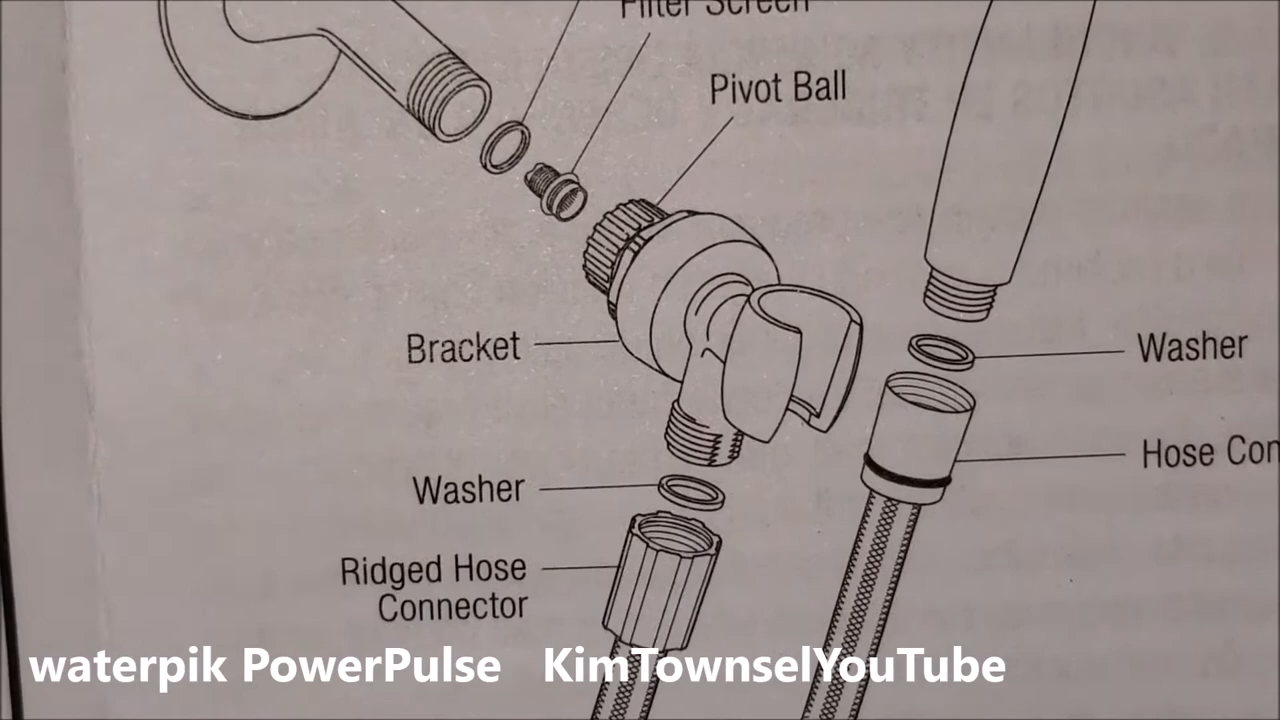 Filter Screen
Pivot Ball
Bracket
Washer
Washer
Hose Con
Ridged Hose
Connector
waterpik PowerPulse KimTownselYouTube